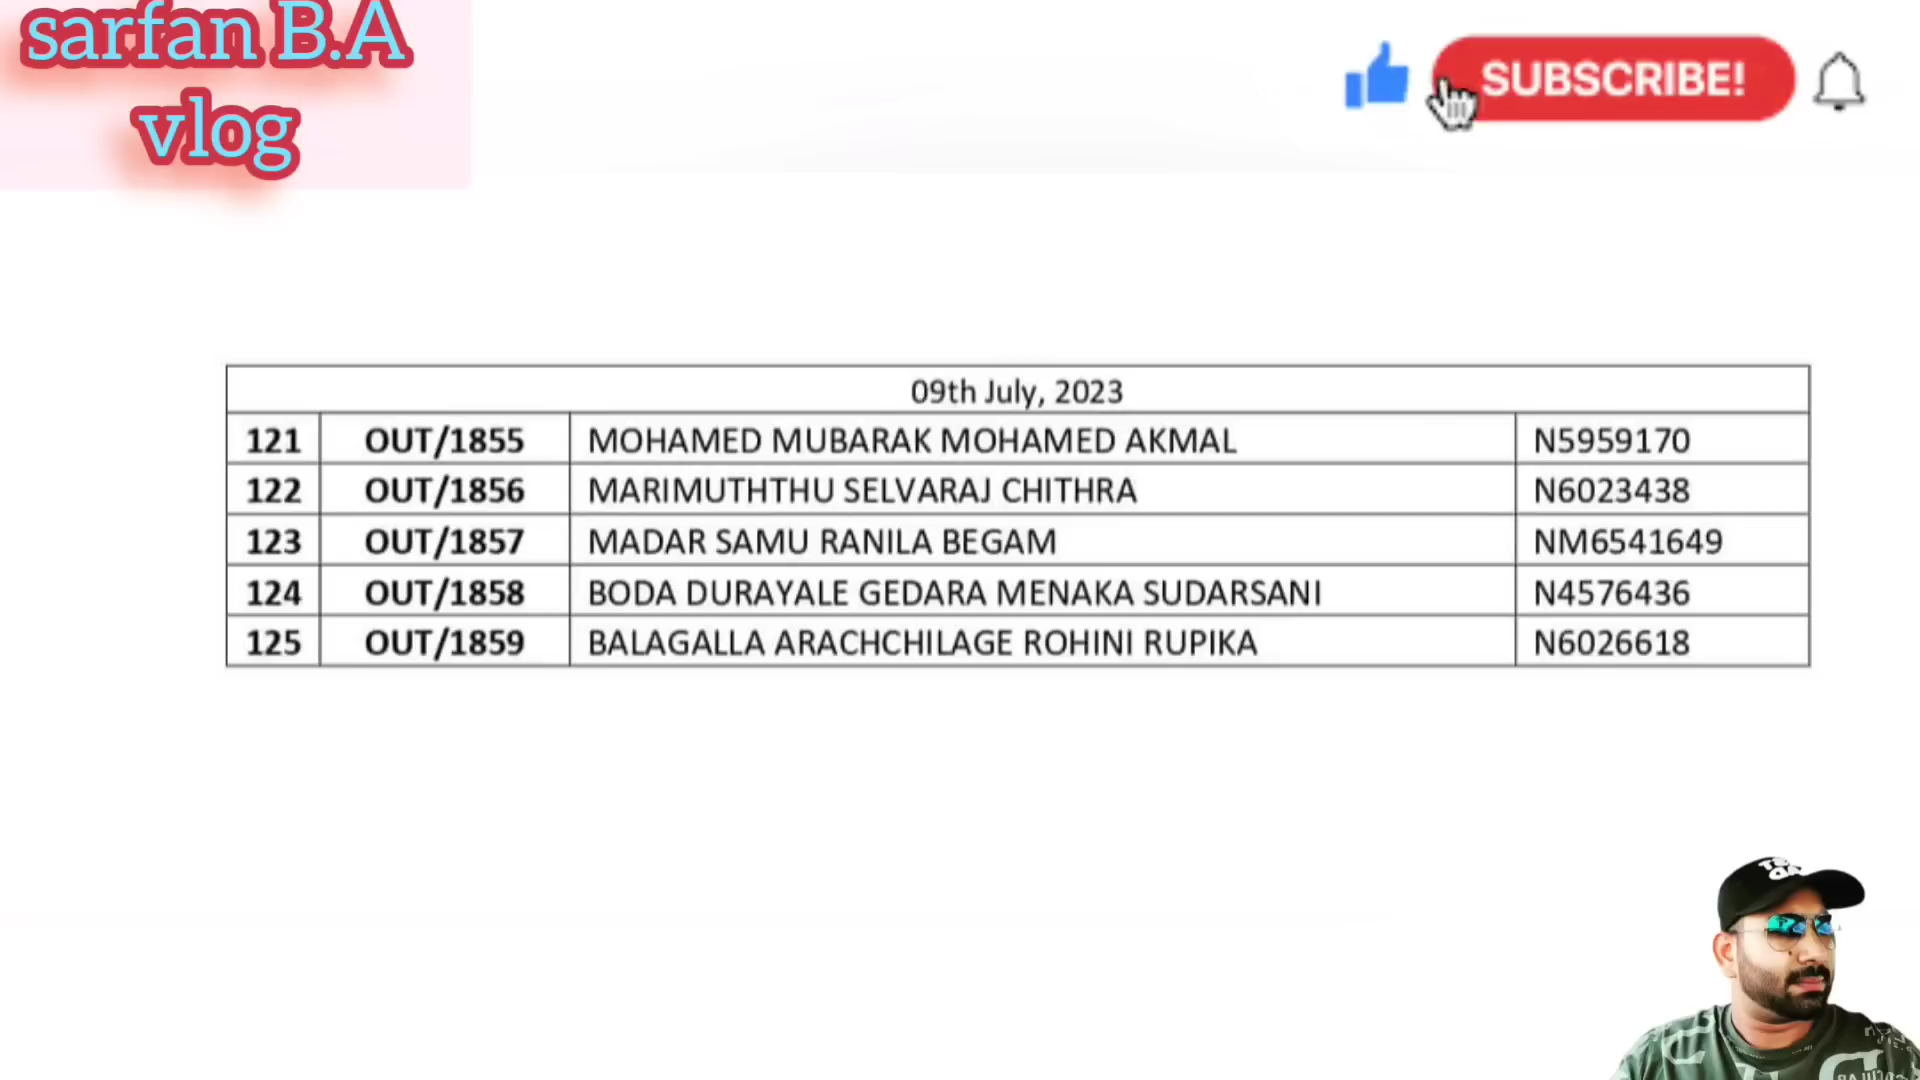 sarfan B.A
vlog
SUBSCRIBE!
09th July, 2023
121 OUT/1855 MOHAMED MUBARAK MOHAMED AKMAL N5959170
122 OUT/1856 MARIMUTHTHU SELVARAJ CHITHRA N6023438
123 OUT/1857 MADAR SAMU RANILA BEGAM NM6541649
124 OUT/1858 BODA DURAYALE GEDARA MENAKA SUDARSANI N4576436
125 OUT/1859 BALAGALLA ARACHCHILAGE ROHINI RUPIKA N6026618